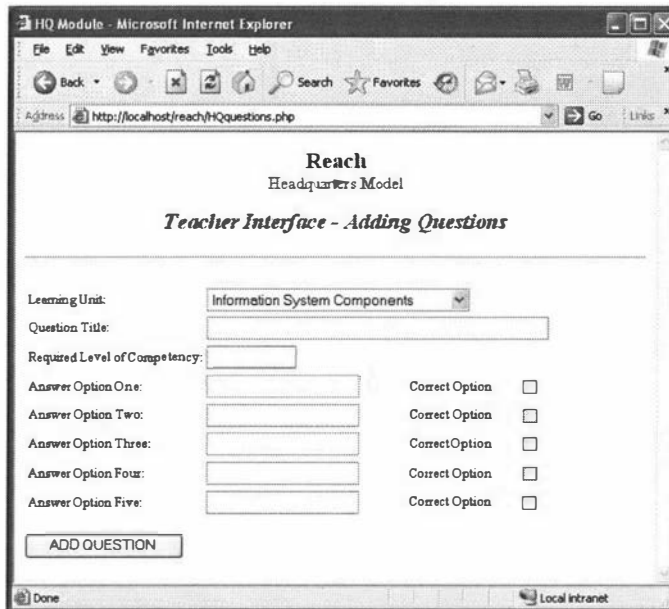 HQ Module - Microsoft Internet Explorer
File Edit View Favorites Tools Help
Back Search Favorites
Address http://localhost/reach/HQquestions.php Go Links
Reach
Headquarters Model
Teacher Interface - Adding Questions
Learning Unit: Information System Components
Question Title:
Required Level of Competency:
Answer Option One: Correct Option
Answer Option Two: Correct Option
Answer Option Three: CorrectOption
Answer Option Four: Correct Option
Answer Option Five: Correct Option
ADD QUESTION
Done Local intranet